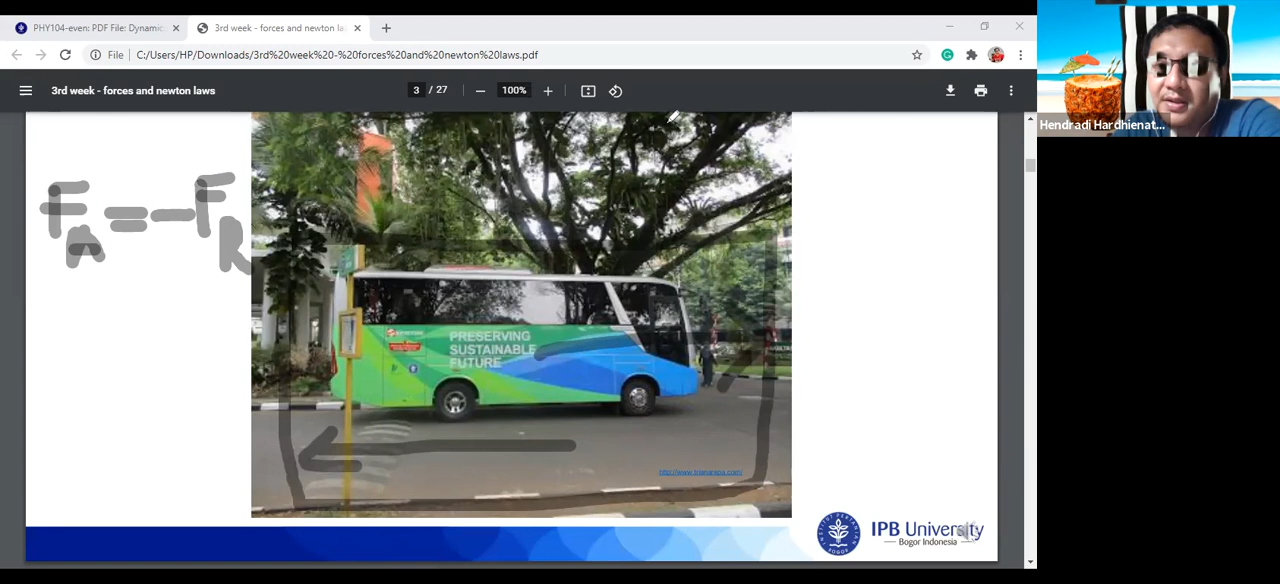 PHY104-even: PDF File: Dynamic
3rd week - forces and newton la
File
C:/Users/HP/Downloads/3rd%20week%20-%20forces%20and%20newton%20laws.pdf
3rd week - forces and newton laws
3 / 27
100%
Hendradi Hardhienat...
F_A = -F_R
PRESERVING
SUSTAINABLE
FUTURE
IPB University
Bogor Indonesia